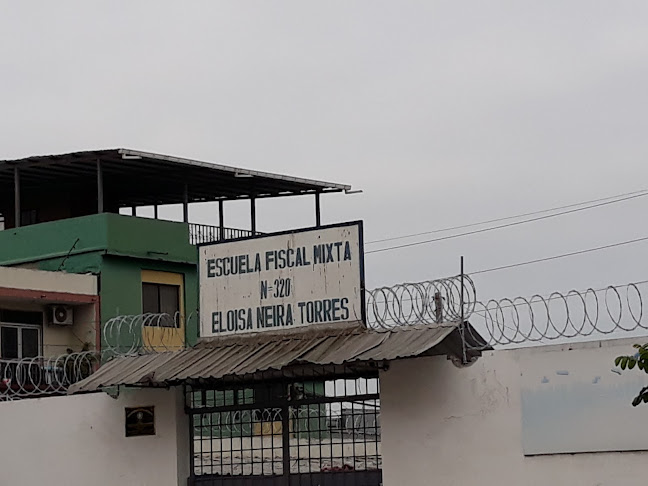 ESCUELA FISCAL MIXTA
N=320
ELOISA NEIRA TORRES